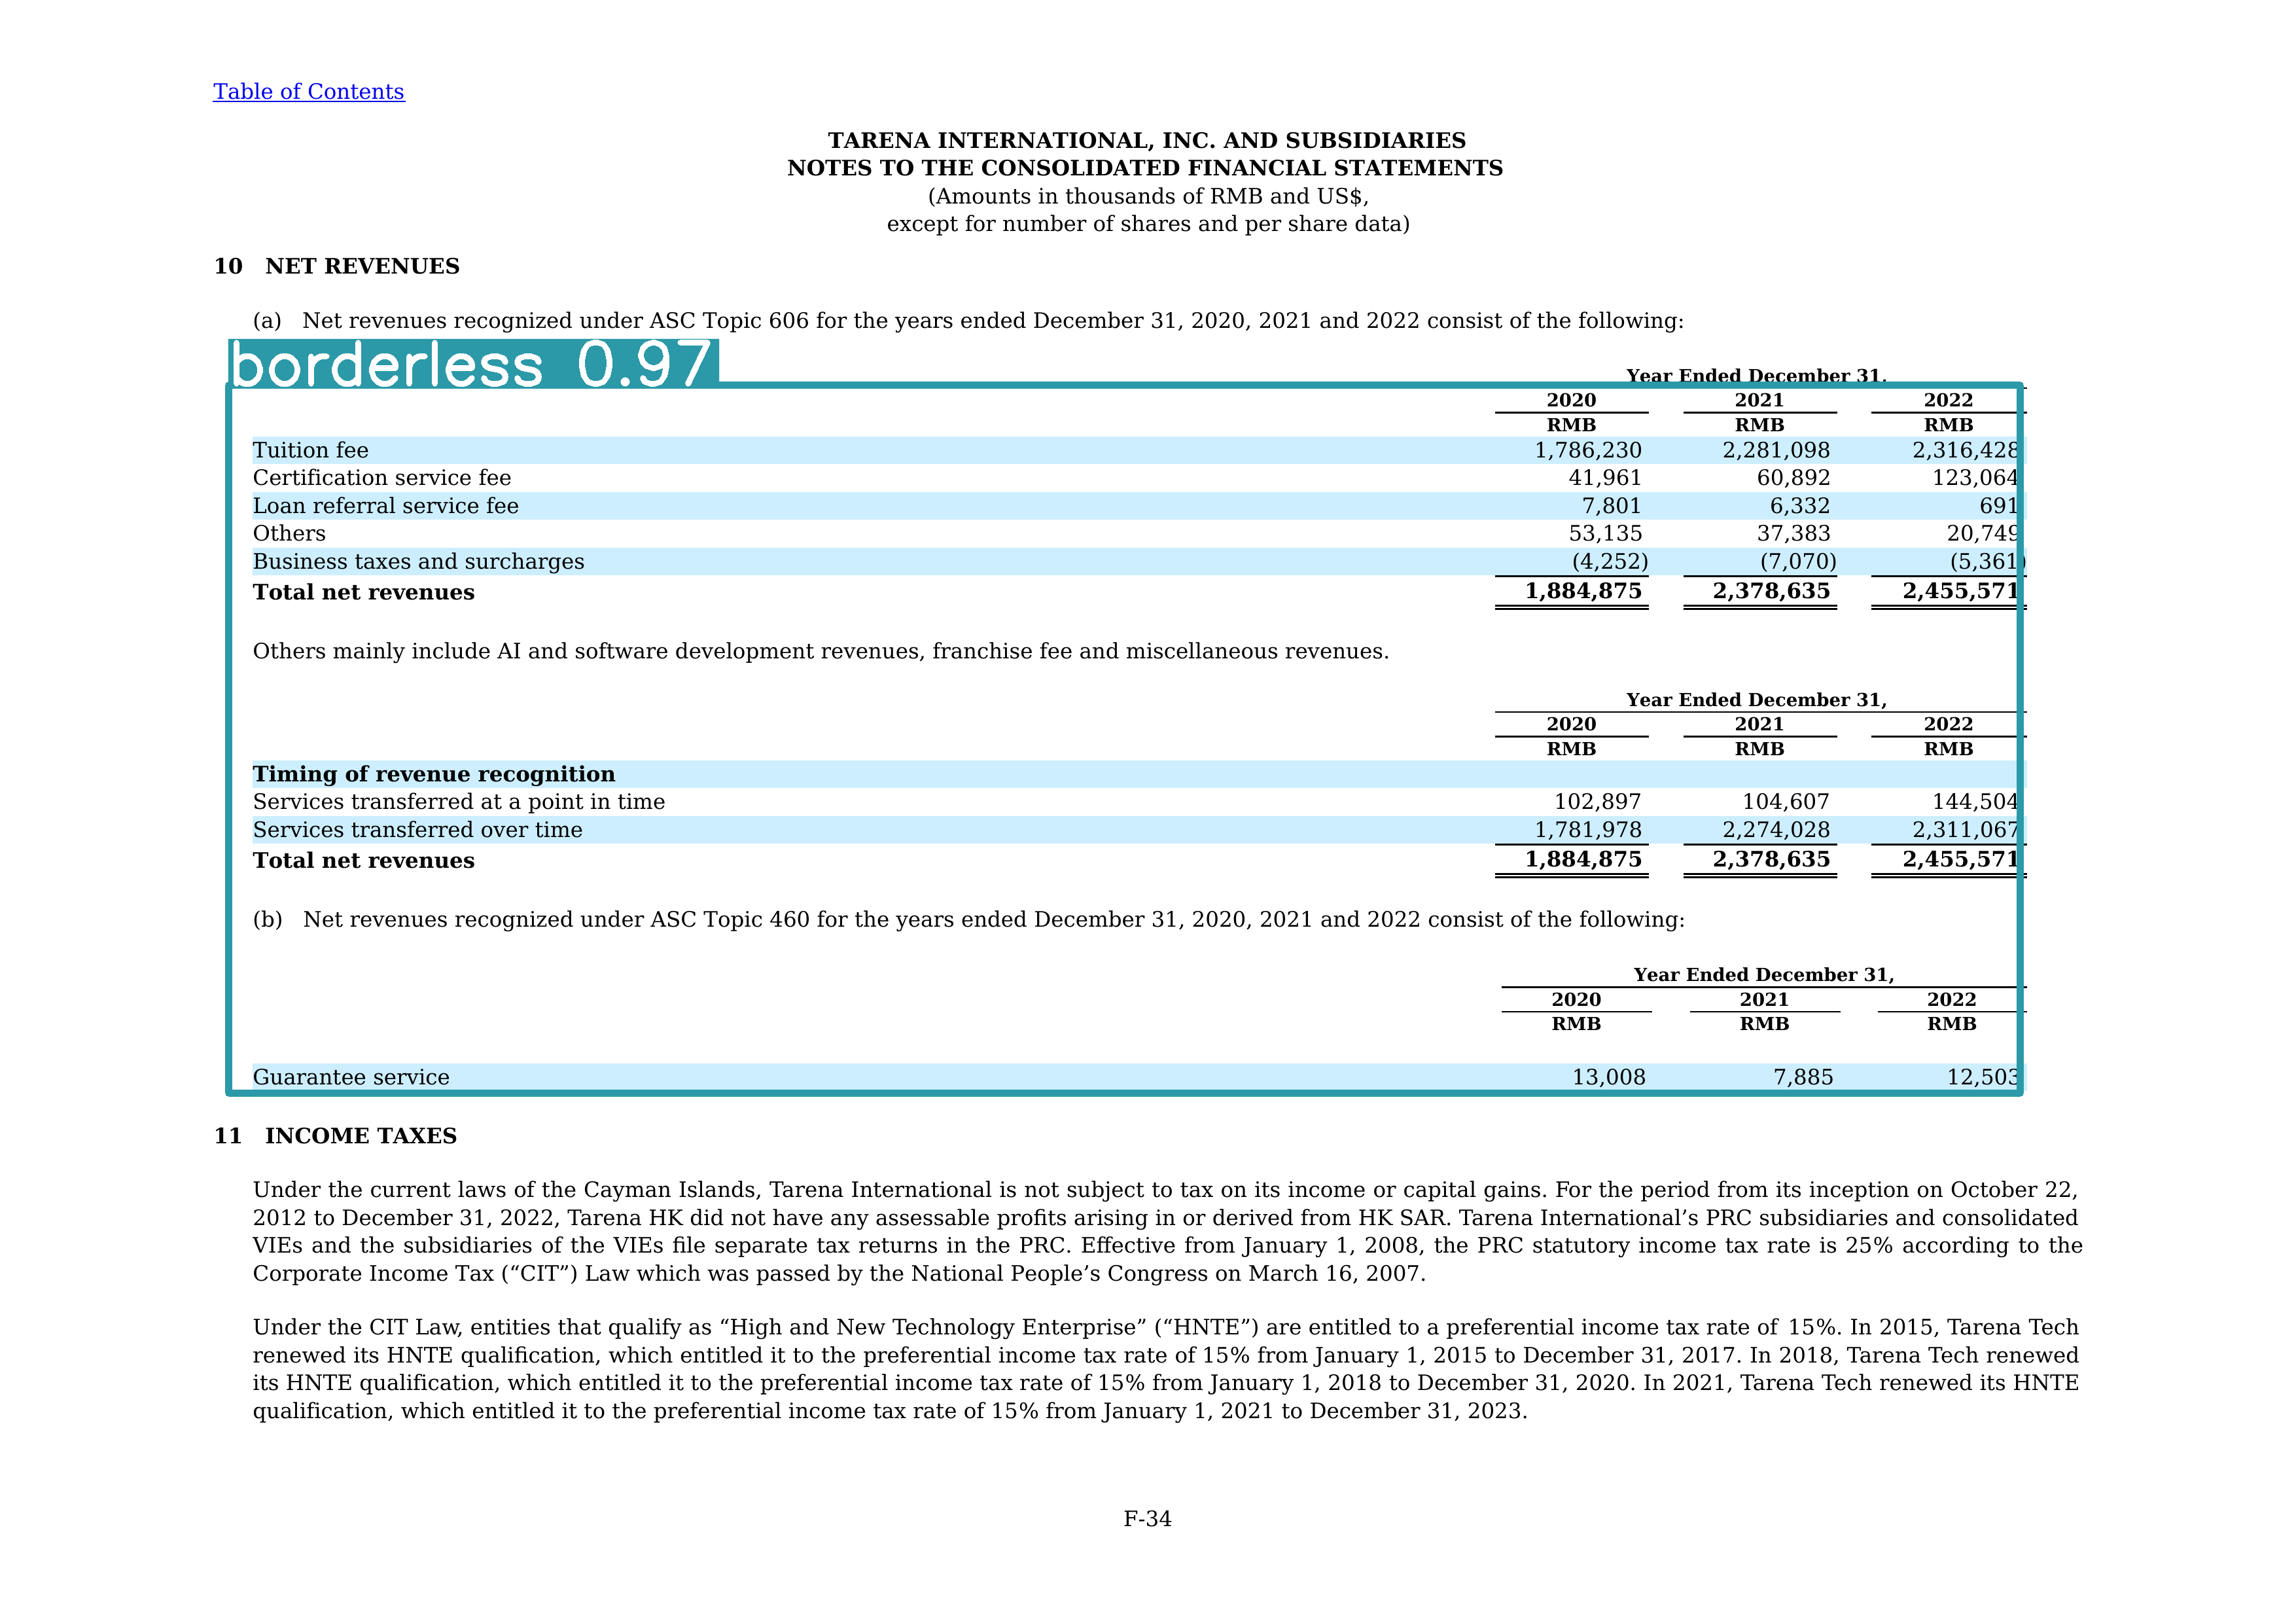 Table of Contents
TARENA INTERNATIONAL, INC. AND SUBSIDIARIES
NOTES TO THE CONSOLIDATED FINANCIAL STATEMENTS
(Amounts in thousands of RMB and US$,
except for number of shares and per share data)
10 NET REVENUES
(a) Net revenues recognized under ASC Topic 606 for the years ended December 31, 2020, 2021 and 2022 consist of the following:
borderless 0.97
Year Ended December 31,
2020 2021 2022
RMB RMB RMB
Tuition fee 1,786,230 2,281,098 2,316,428
Certification service fee 41,961 60,892 123,064
Loan referral service fee 7,801 6,332 691
Others 53,135 37,383 20,749
Business taxes and surcharges (4,252) (7,070) (5,361)
Total net revenues 1,884,875 2,378,635 2,455,571
Others mainly include AI and software development revenues, franchise fee and miscellaneous revenues.
Year Ended December 31,
2020 2021 2022
RMB RMB RMB
Timing of revenue recognition
Services transferred at a point in time 102,897 104,607 144,504
Services transferred over time 1,781,978 2,274,028 2,311,067
Total net revenues 1,884,875 2,378,635 2,455,571
(b) Net revenues recognized under ASC Topic 460 for the years ended December 31, 2020, 2021 and 2022 consist of the following:
Year Ended December 31,
2020 2021 2022
RMB RMB RMB
Guarantee service 13,008 7,885 12,503
11 INCOME TAXES
Under the current laws of the Cayman Islands, Tarena International is not subject to tax on its income or capital gains. For the period from its inception on October 22,
2012 to December 31, 2022, Tarena HK did not have any assessable profits arising in or derived from HK SAR. Tarena International’s PRC subsidiaries and consolidated
VIEs and the subsidiaries of the VIEs file separate tax returns in the PRC. Effective from January 1, 2008, the PRC statutory income tax rate is 25% according to the
Corporate Income Tax (“CIT”) Law which was passed by the National People’s Congress on March 16, 2007.
Under the CIT Law, entities that qualify as “High and New Technology Enterprise” (“HNTE”) are entitled to a preferential income tax rate of 15%. In 2015, Tarena Tech
renewed its HNTE qualification, which entitled it to the preferential income tax rate of 15% from January 1, 2015 to December 31, 2017. In 2018, Tarena Tech renewed
its HNTE qualification, which entitled it to the preferential income tax rate of 15% from January 1, 2018 to December 31, 2020. In 2021, Tarena Tech renewed its HNTE
qualification, which entitled it to the preferential income tax rate of 15% from January 1, 2021 to December 31, 2023.
F-34